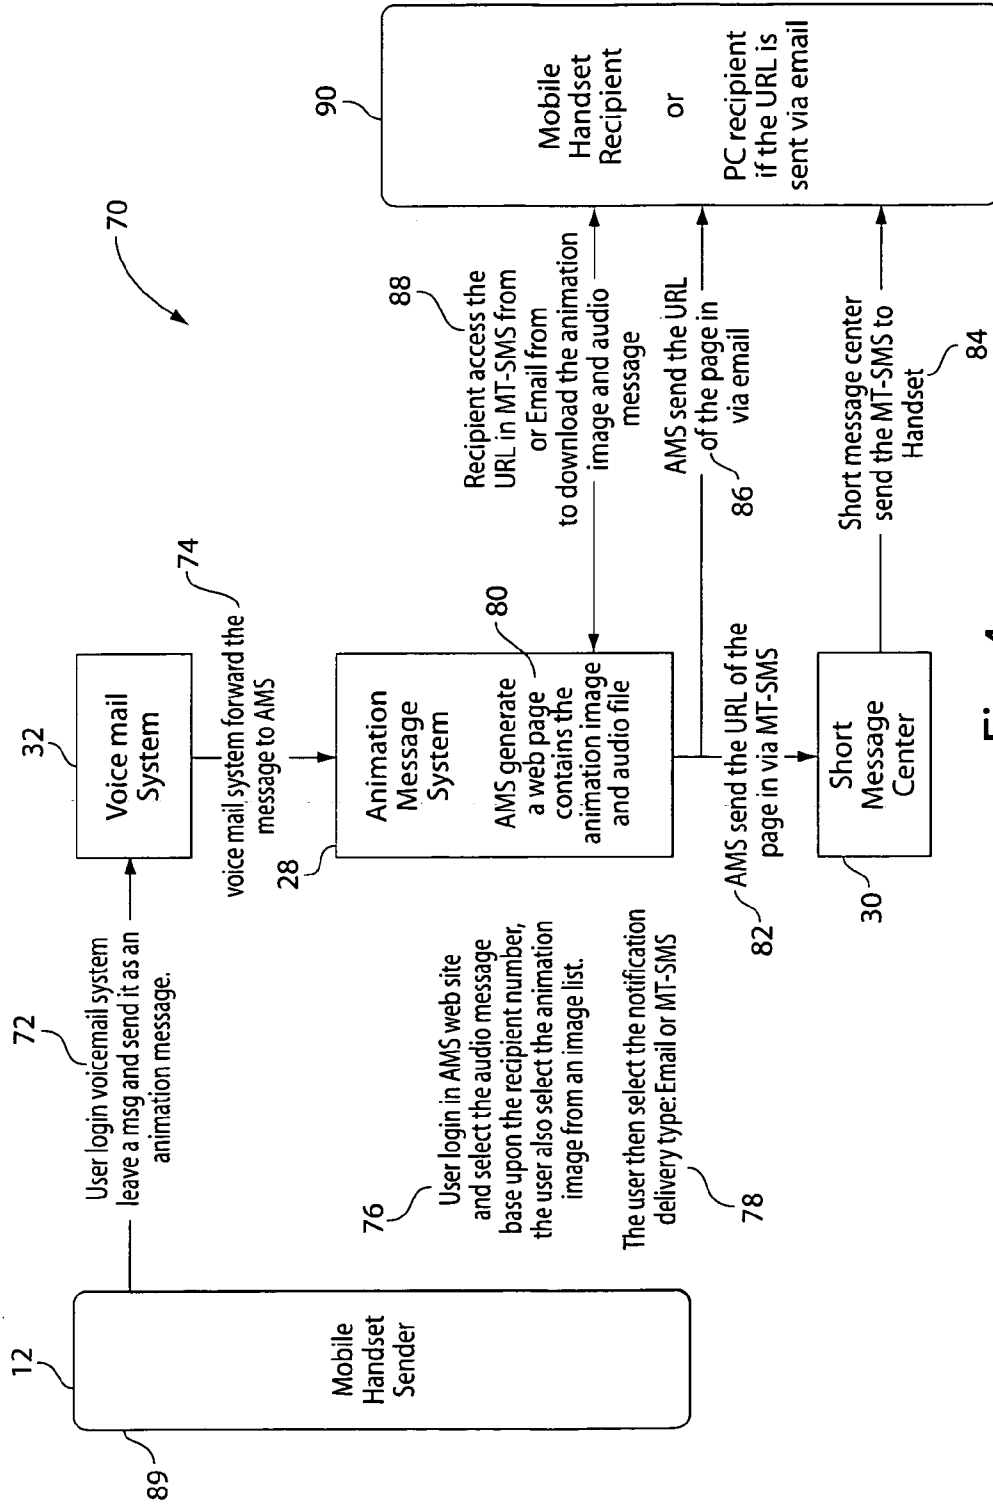 70
12
89
Mobile
Handset
Sender
72
User login voicemail system
leave a msg and send it as an
animation message.
32
Voice mail
System
74
voice mail system forward the
message to AMS
76
User login in AMS web site
and select the audio message
base upon the recipient number,
the user also select the animation
image from an image list.
The user then select the notification
delivery type: Email or MT-SMS
78
28
Animation
Message
System
80
AMS generate
a web page
contains the
animation image
and audio file
82
AMS send the URL of the
page in via MT-SMS
30
Short
Message
Center
88
Recipient access the
URL in MT-SMS from
or Email from
to download the animation
image and audio
message
AMS send the URL
of the page in
via email
86
Short message center
send the MT-SMS to
Handset
84
90
Mobile
Handset
Recipient
or
PC recipient
if the URL is
sent via email